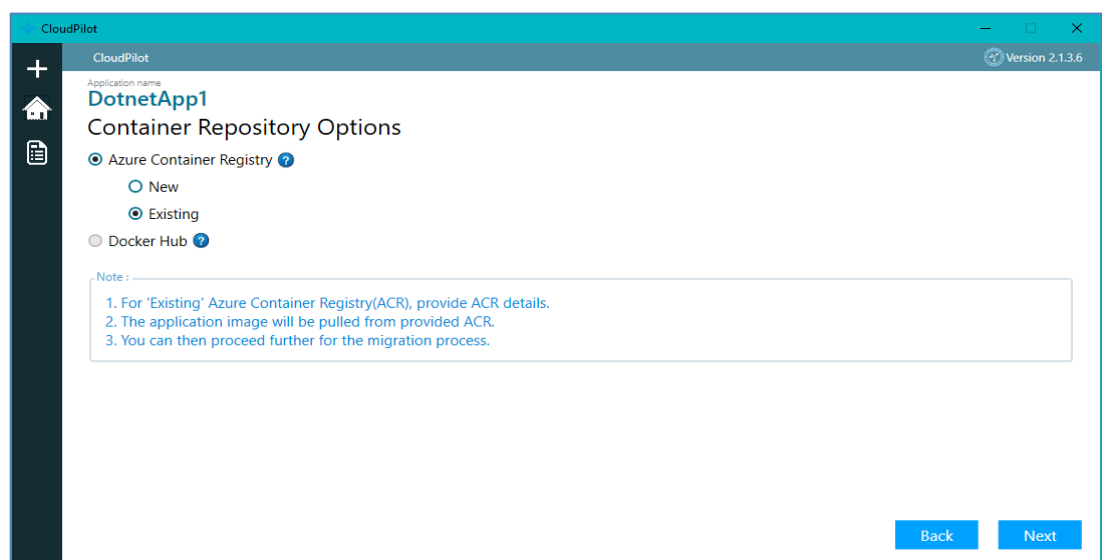 CloudPilot
CloudPilot
Version 2.1.3.6
Application name
DotnetApp1
Container Repository Options
Azure Container Registry ?
New
Existing
Docker Hub ?
Note :
1. For 'Existing' Azure Container Registry(ACR), provide ACR details.
2. The application image will be pulled from provided ACR.
3. You can then proceed further for the migration process.
Back Next